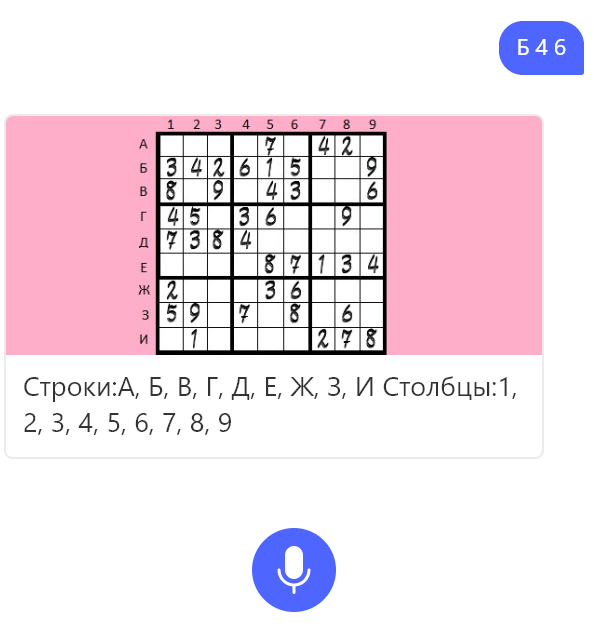 Б 4 6
1 2 3 4 5 6 7 8 9
А 7 4 2
Б 3 4 2 6 1 5 9
В 8 9 4 3 6
Г 4 5 3 6 9
Д 7 3 8 4
Е 8 7 1 3 4
Ж 2 3 6
З 5 9 7 8 6
И 1 2 7 8
Строки:А, Б, В, Г, Д, Е, Ж, З, И Столбцы:1,
2, 3, 4, 5, 6, 7, 8, 9